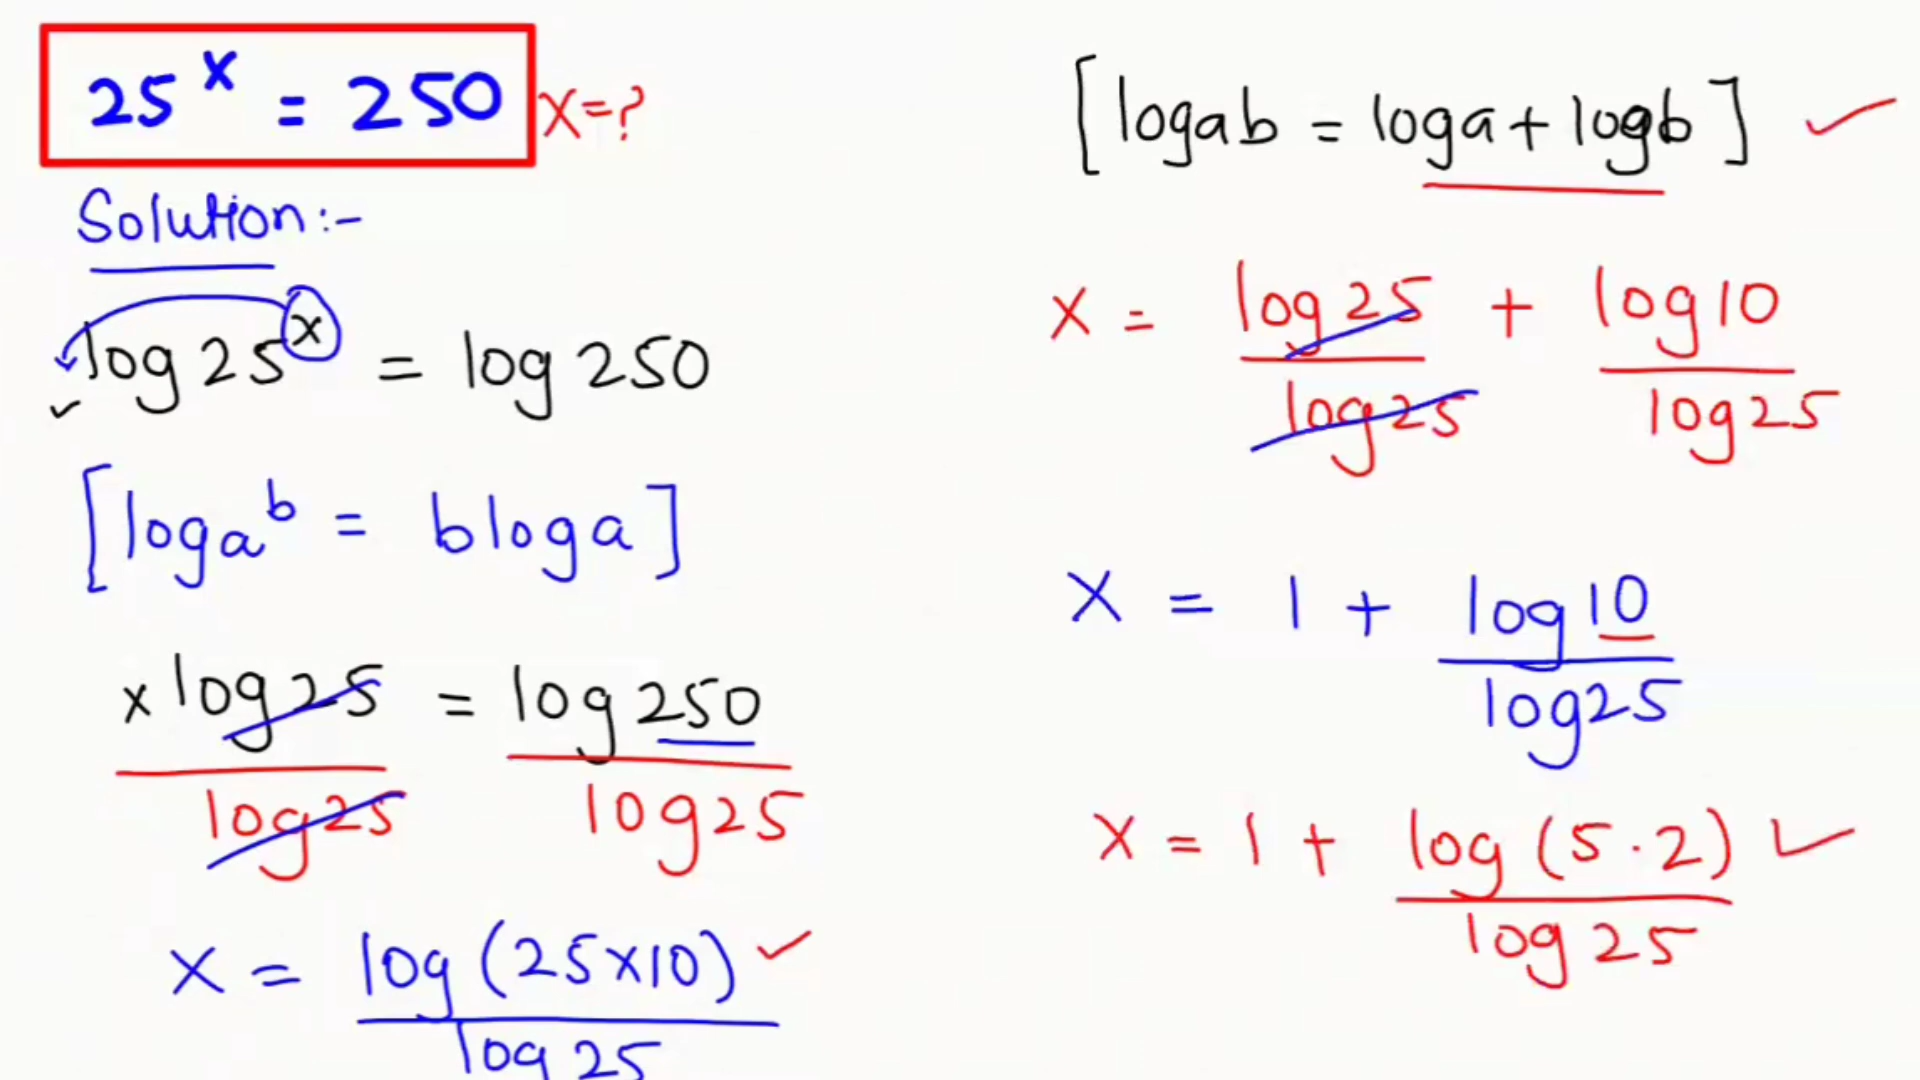 25^x = 250 x=?
Solution:-
log 25^x = log 250
[log a^b = b log a]
x log 25 / log 25 = log 250 / log 25
x = log (25×10) / log 25
[log ab = log a + log b]
x = log 25 / log 25 + log 10 / log 25
x = 1 + log 10 / log 25
x = 1 + log (5·2) / log 25